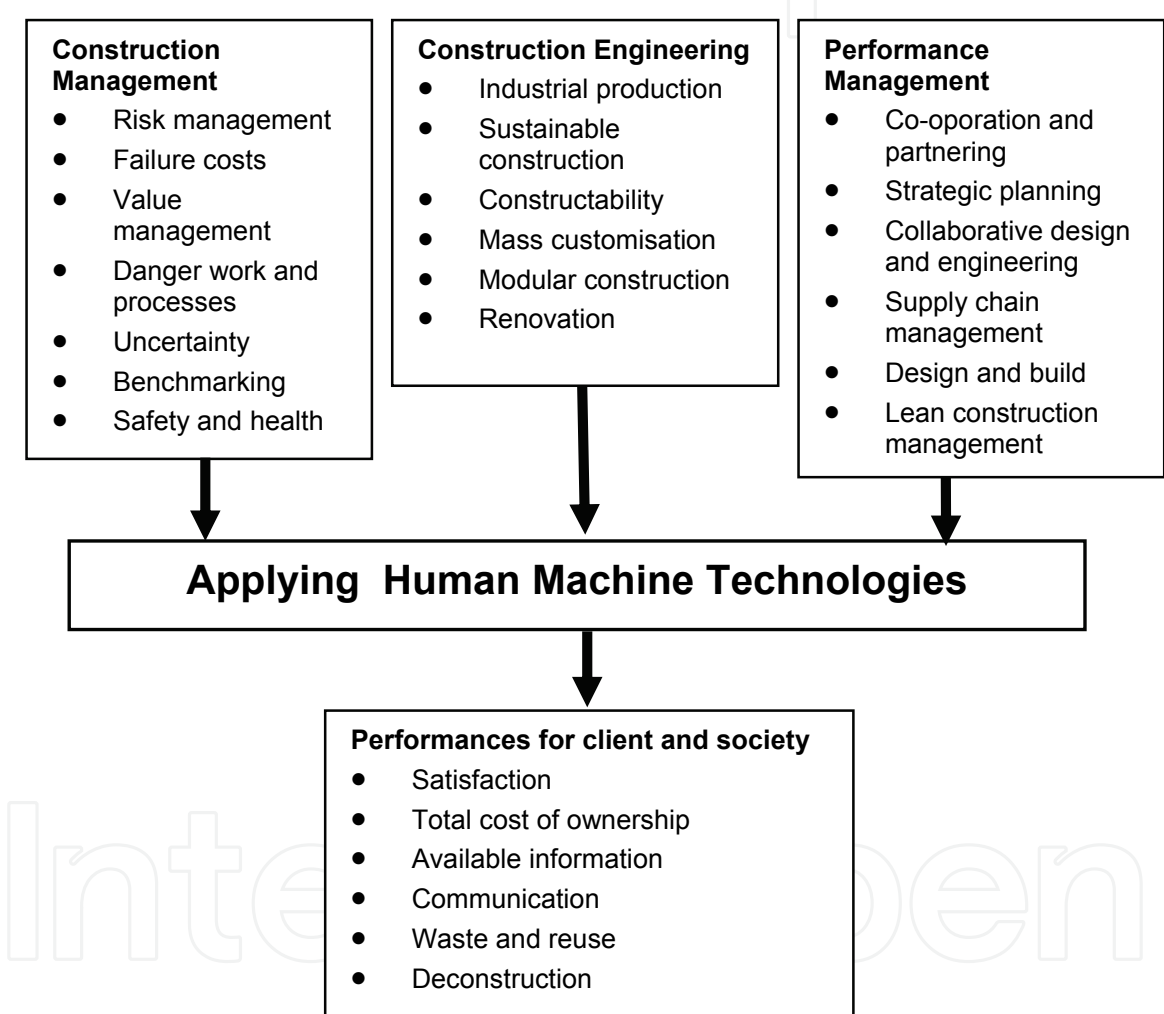 Construction
Management
● Risk management
● Failure costs
● Value
management
● Danger work and
processes
● Uncertainty
● Benchmarking
● Safety and health
Construction Engineering
● Industrial production
● Sustainable
construction
● Constructability
● Mass customisation
● Modular construction
● Renovation
Performance
Management
● Co-oporation and
partnering
● Strategic planning
● Collaborative design
and engineering
● Supply chain
management
● Design and build
● Lean construction
management
Applying Human Machine Technologies
Performances for client and society
● Satisfaction
● Total cost of ownership
● Available information
● Communication
● Waste and reuse
● Deconstruction